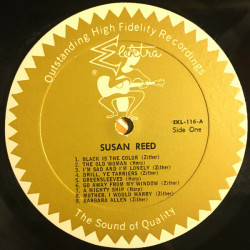 Outstanding High Fidelity Recordings
Elektra
EKL-116-A
Side One
SUSAN REED
1. BLACK IS THE COLOR (Zither)
2. THE OLD WOMAN (Harp)
3. I'M SAD AND I'M LONELY (Zither)
4. DRILL, YE TARRIERS (Zither)
5. GREENSLEEVES (Harp)
6. GO AWAY FROM MY WINDOW (Zither)
7. A MIGHTY SHIP (Harp)
8. MOTHER, I WOULD MARRY (Zither)
9. BARBARA ALLEN (Zither)
The Sound of Quality